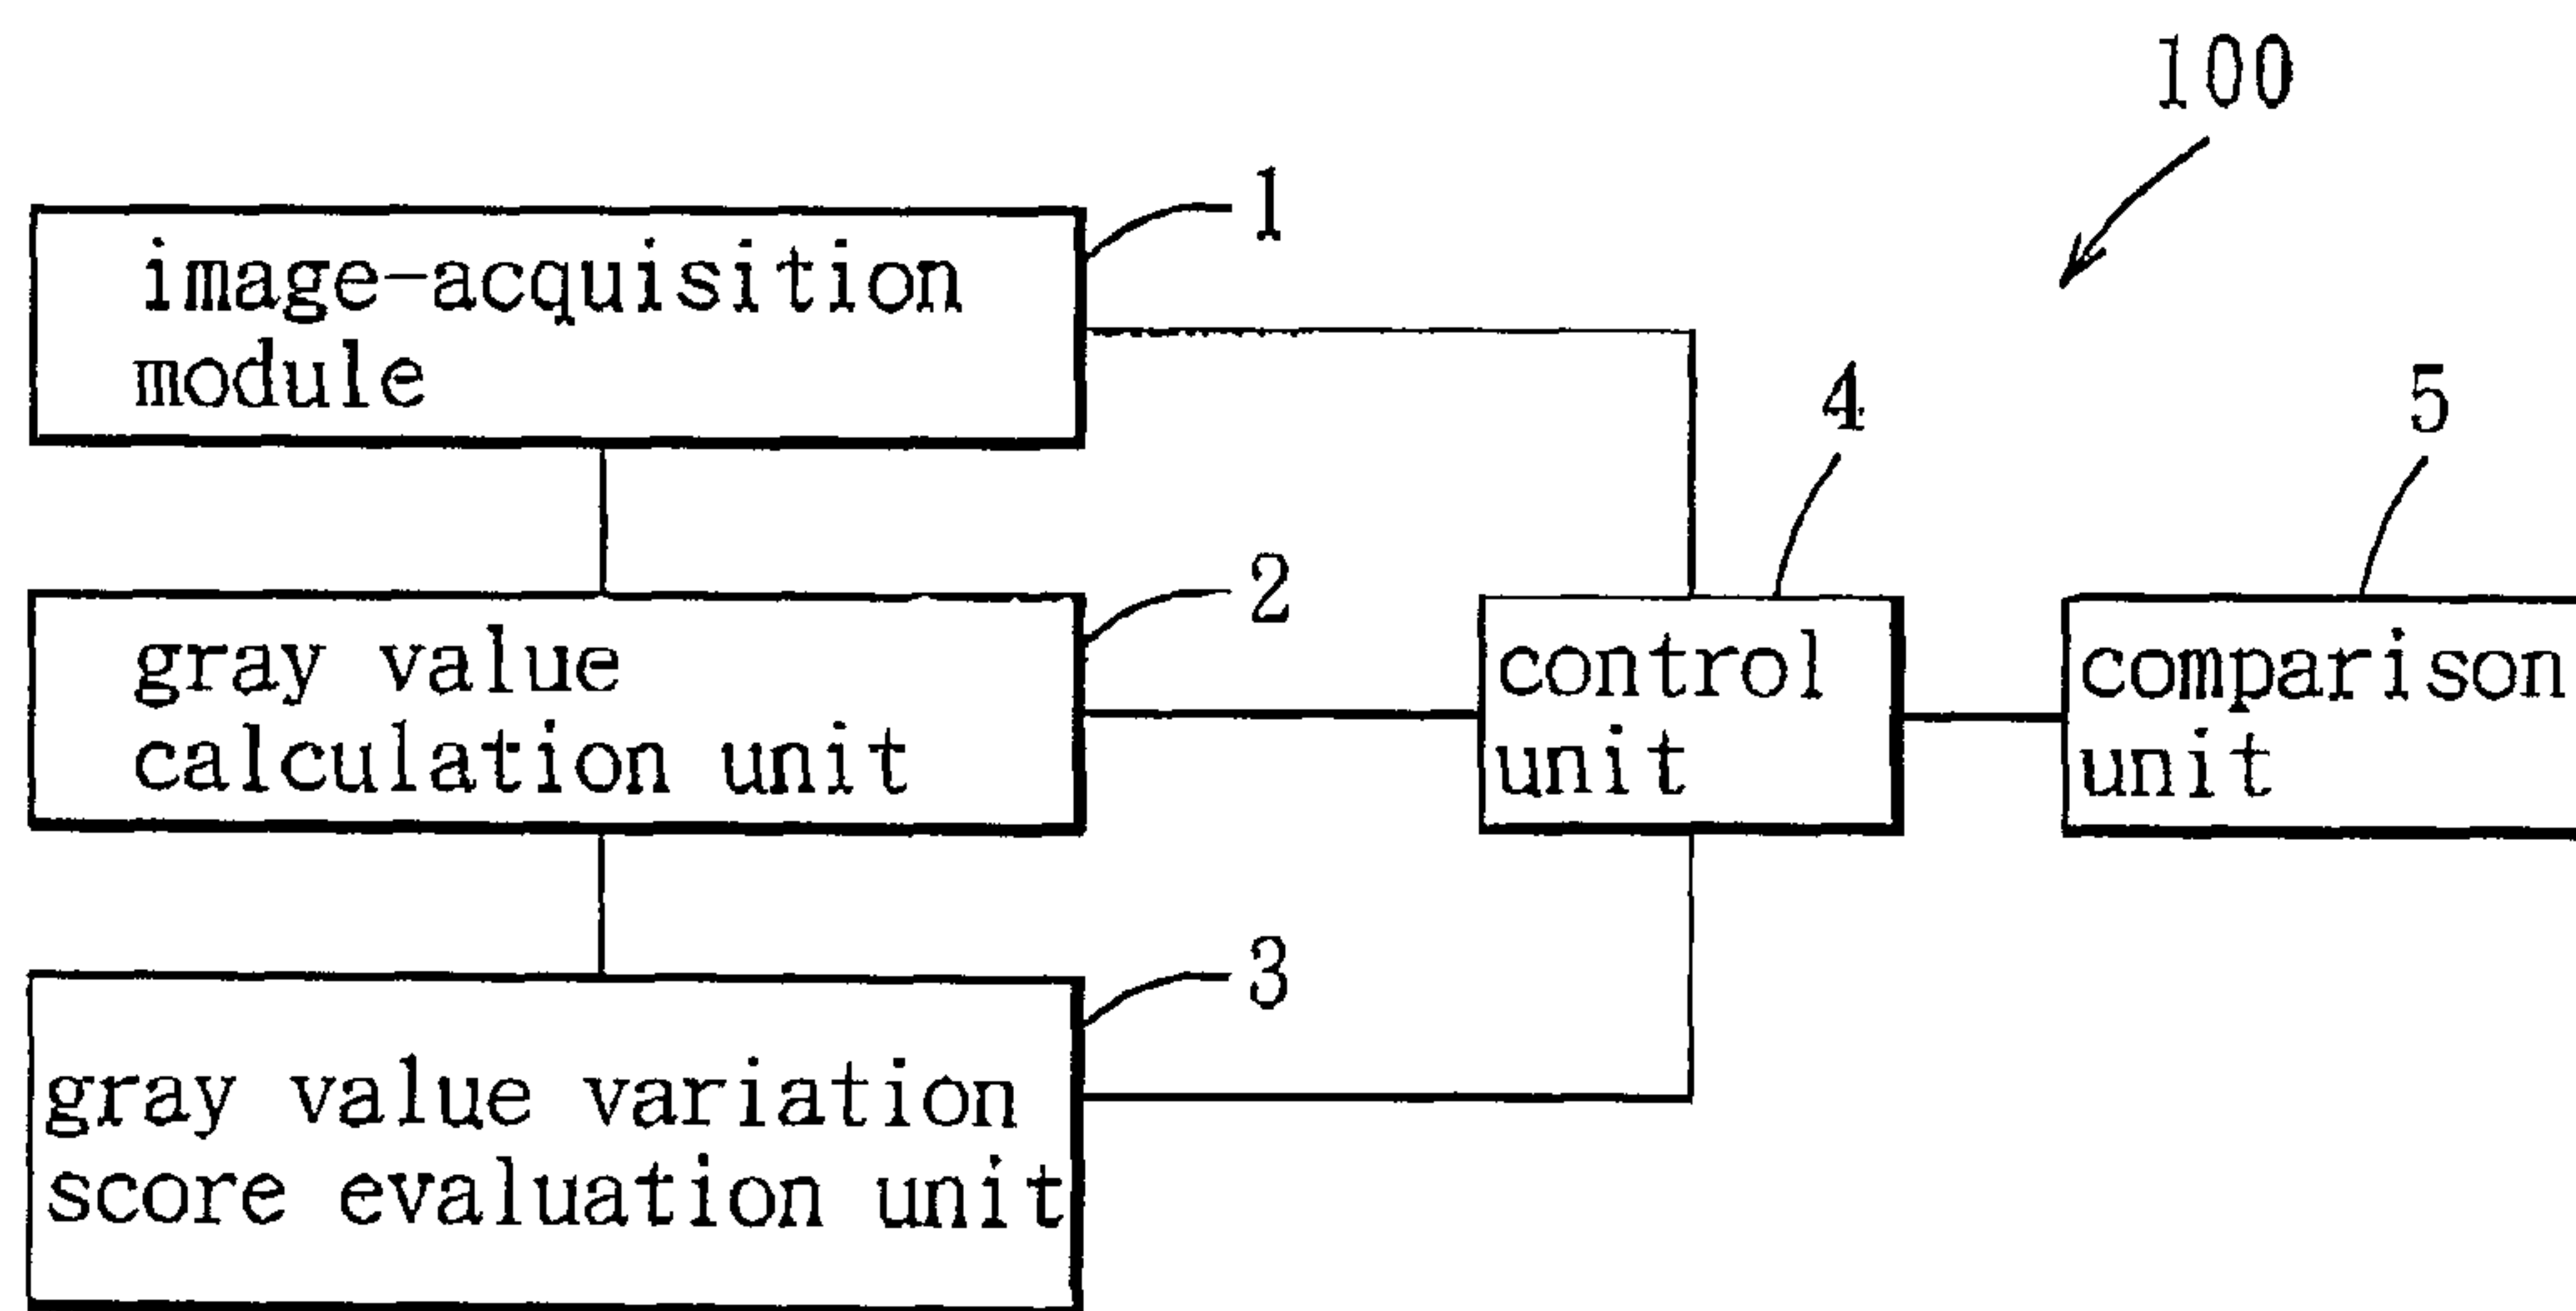 100
1
image-acquisition
module
4
5
2
gray value
calculation unit
control
unit
comparison
unit
3
gray value variation
score evaluation unit